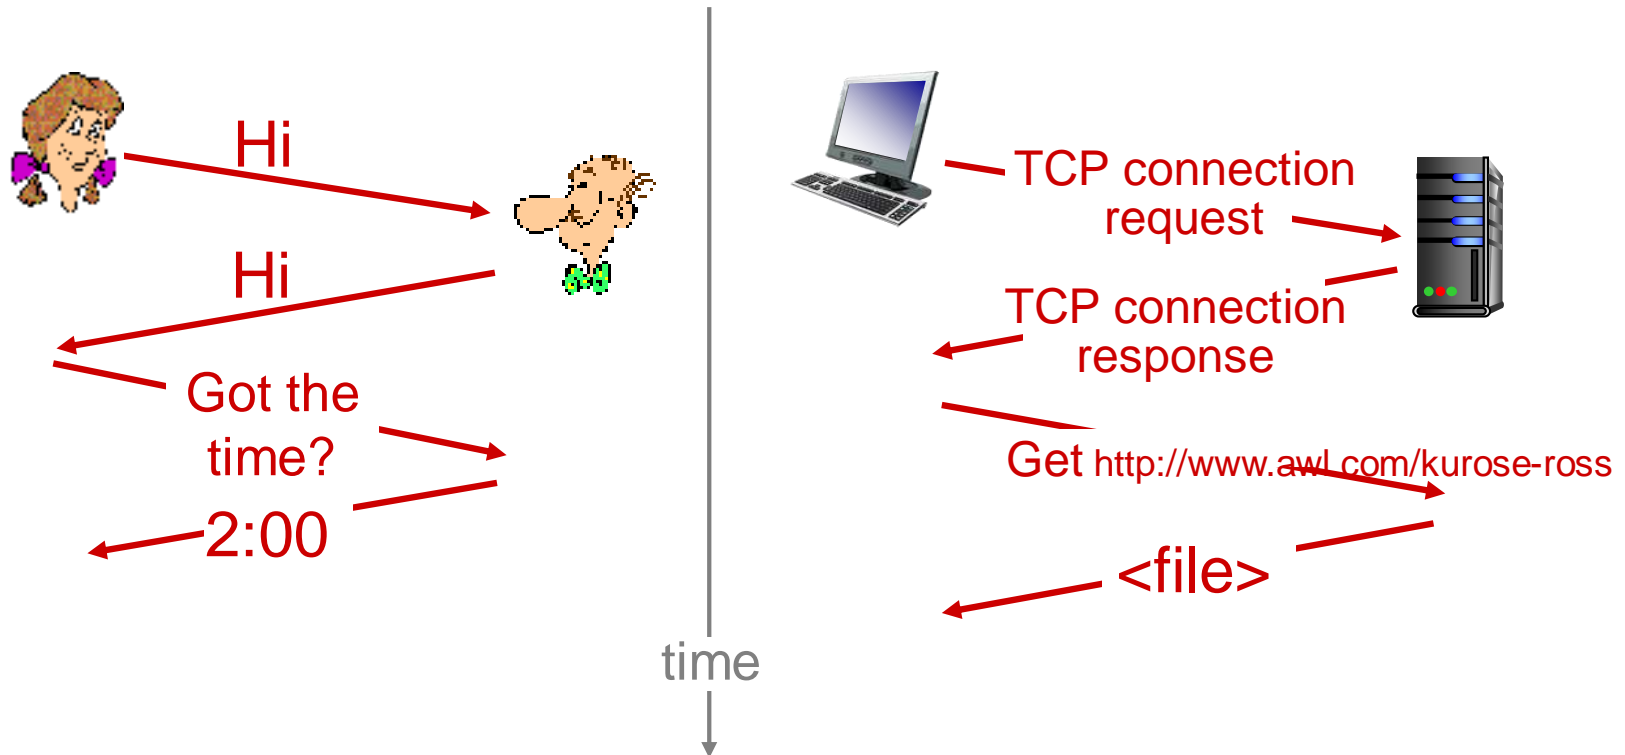 Hi
Hi
Got the
time?
2:00
TCP connection
request
TCP connection
response
Get http://www.awl.com/kurose-ross
<file>
time